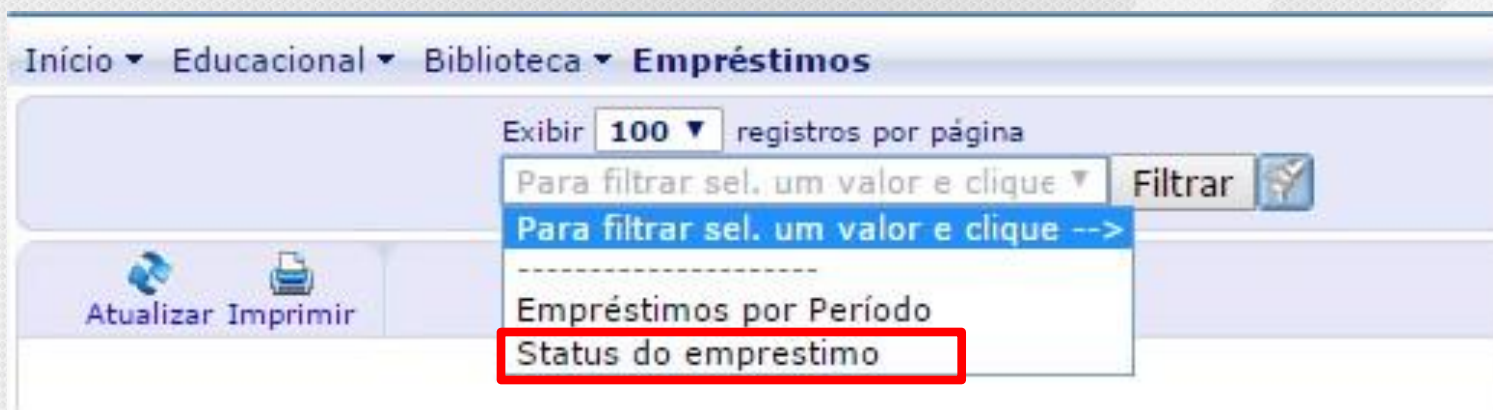 Início Educacional Biblioteca Empréstimos
Exibir 100 registros por página
Para filtrar sel. um valor e clique Filtrar
Para filtrar sel. um valor e clique -->
----------------------
Atualizar Imprimir
Empréstimos por Período
Status do emprestimo